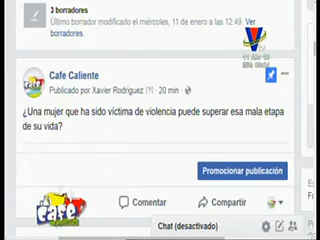 3 borradores
Último borrador modificado el miércoles, 11 de enero a las 12:49. Ver
borradores.
V
TV
Cafe Caliente
Publicado por Xavier Rodriguez · 20 min ·
¿Una mujer que ha sido víctima de violencia puede superar esa mala etapa
de su vida?
Promocionar publicación
Comentar
Compartir
café
Chat (desactivado)